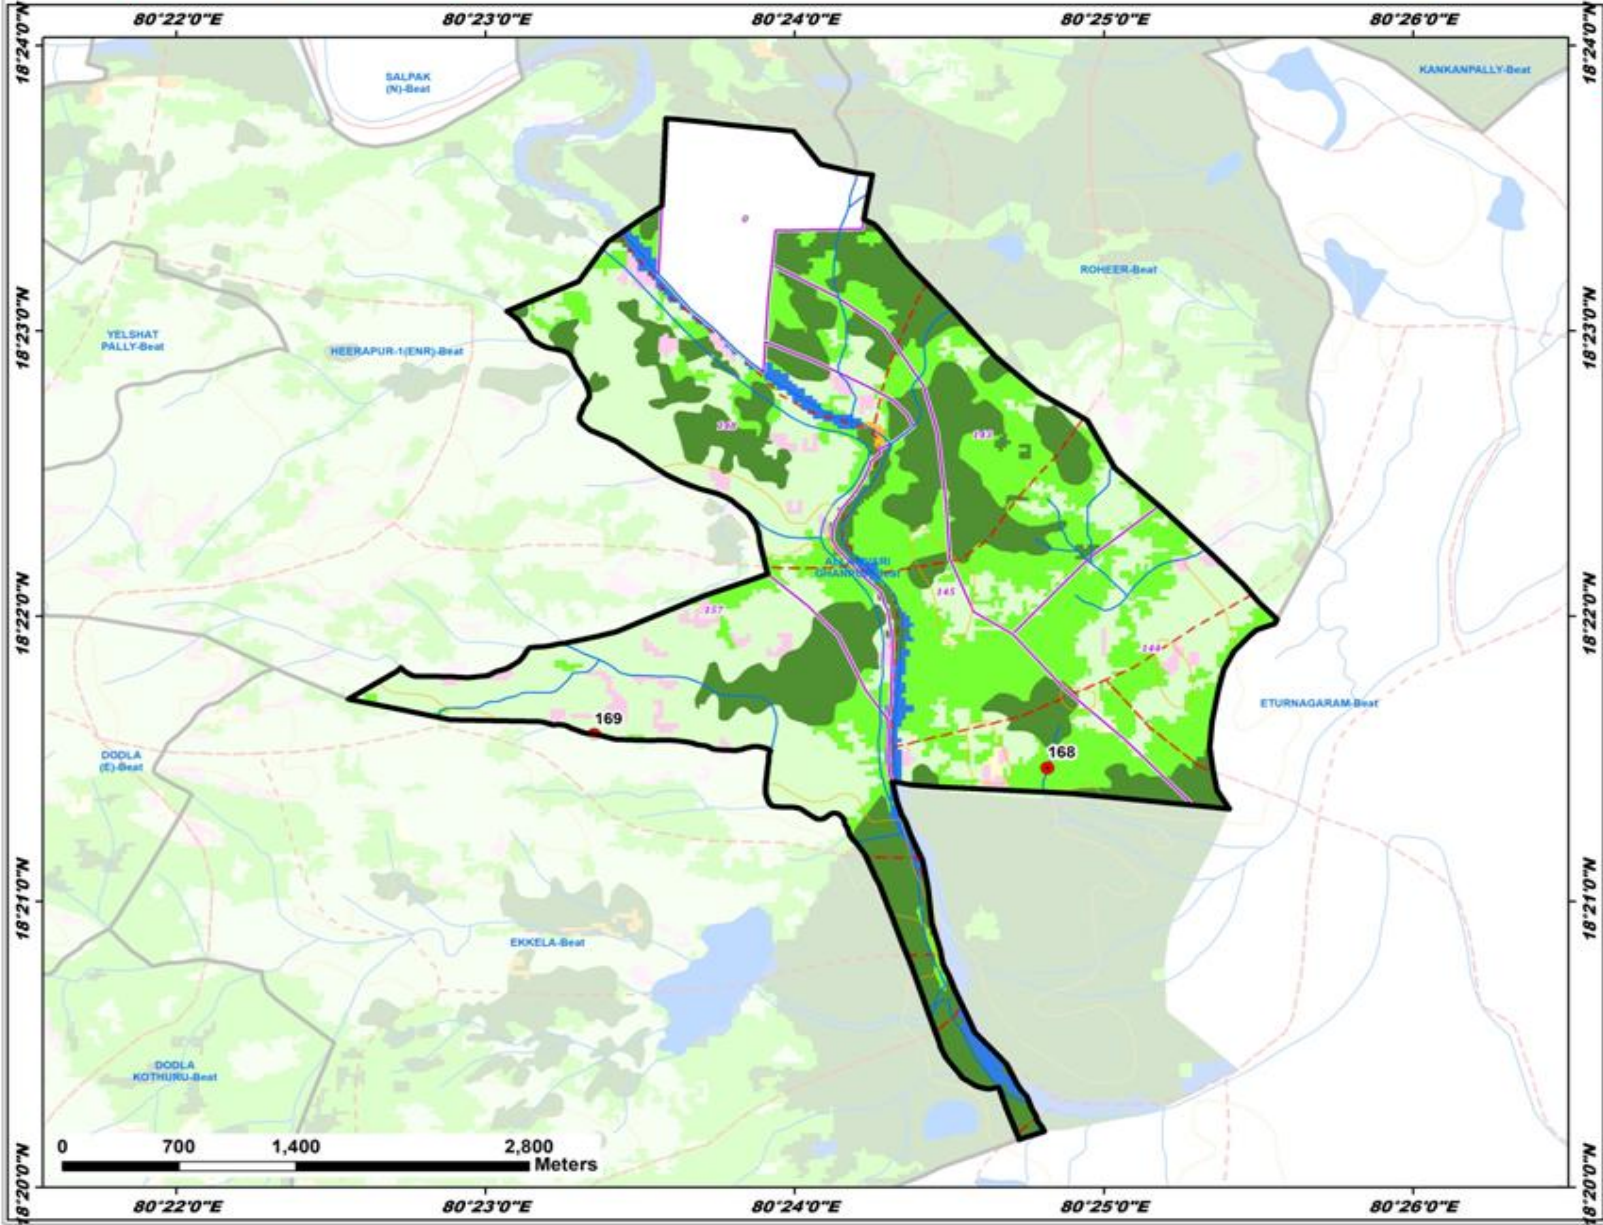 80°22'0"E 80°23'0"E 80°24'0"E 80°25'0"E 80°26'0"E
18°24'0"N 18°24'0"N
SALPAK
(N)-Beat
KANKANPALLY-Beat
0
ROHEER-Beat
18°23'0"N 18°23'0"N
YELSHAT
PALLY-Beat
HEERAPUR-1(ENR)-Beat
143
145
157
18°22'0"N 18°22'0"N
144
ETURNAGARAM-Beat
169
168
DODLA
(E)-Beat
18°21'0"N 18°21'0"N
EKKELA-Beat
DODLA
KOTHURU-Beat
0 700 1,400 2,800
Meters
18°20'0"N 18°20'0"N
80°22'0"E 80°23'0"E 80°24'0"E 80°25'0"E 80°26'0"E